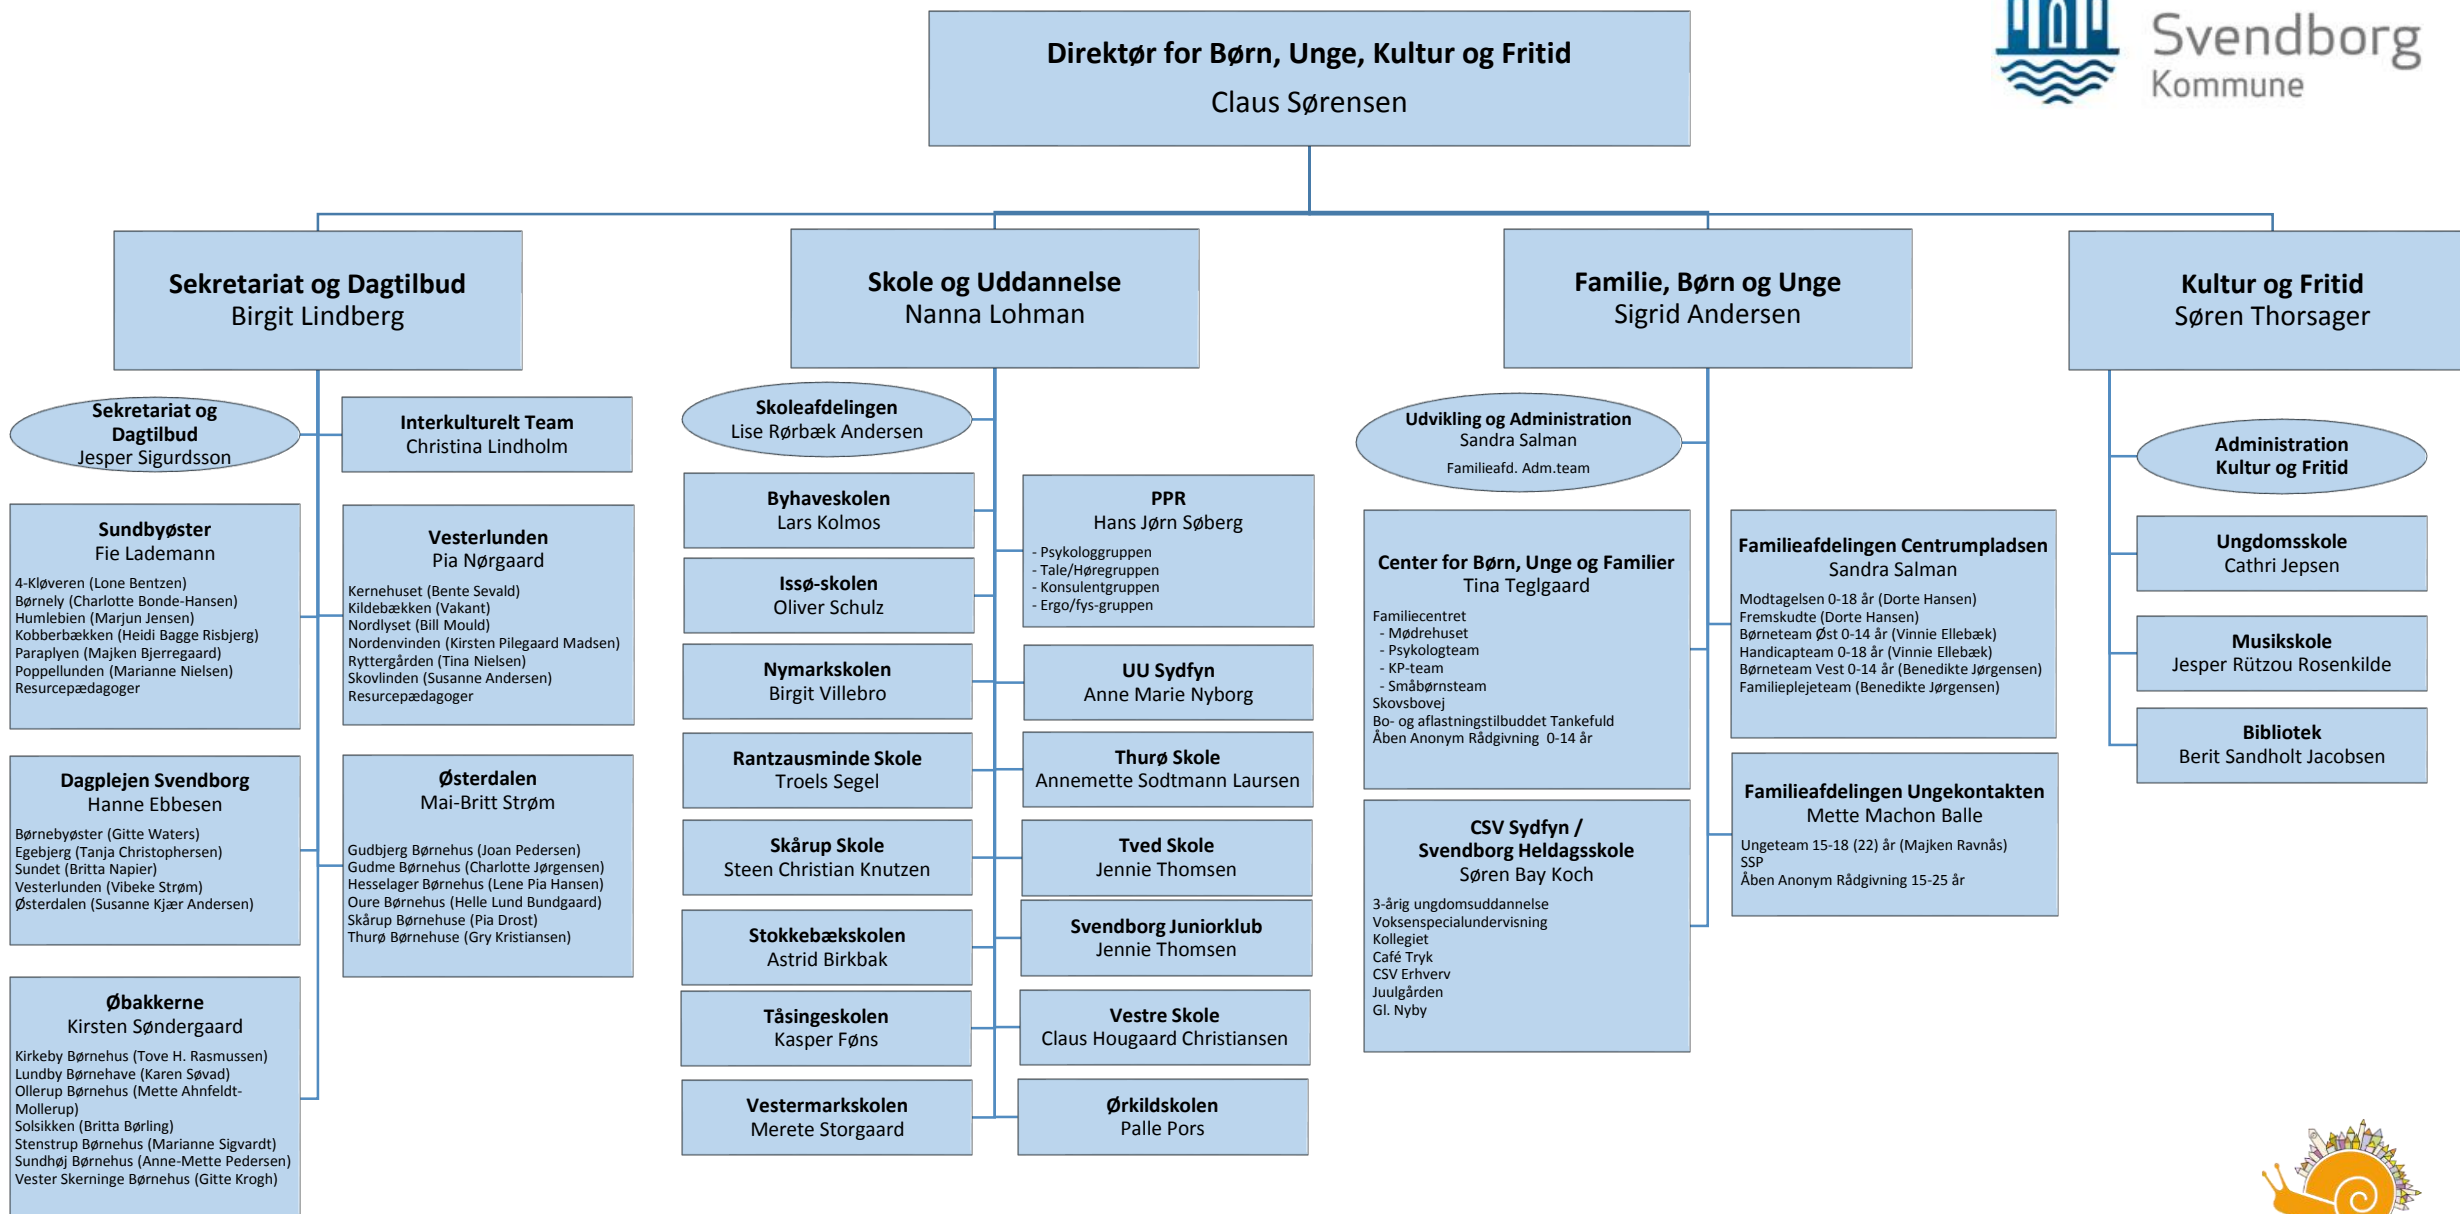 Svendborg
Kommune
Direktør for Børn, Unge, Kultur og Fritid
Claus Sørensen
Sekretariat og Dagtilbud
Birgit Lindberg
Sekretariat og
Dagtilbud
Jesper Sigurdsson
Interkulturelt Team
Christina Lindholm
Sundbyøster
Fie Lademann
4-Kløveren (Lone Bentzen)
Børnely (Charlotte Bonde-Hansen)
Humlebien (Marjun Jensen)
Kobberbækken (Heidi Bagge Risbjerg)
Paraplyen (Majken Bjerregaard)
Poppellunden (Marianne Nielsen)
Resurcepædagoger
Vesterlunden
Pia Nørgaard
Kernehuset (Bente Sevald)
Kildebækken (Vakant)
Nordlyset (Bill Mould)
Nordenvinden (Kirsten Pilegaard Madsen)
Ryttergården (Tina Nielsen)
Skovlinden (Susanne Andersen)
Resurcepædagoger
Dagplejen Svendborg
Hanne Ebbesen
Børnebyøster (Gitte Waters)
Egebjerg (Tanja Christophersen)
Sundet (Britta Napier)
Vesterlunden (Vibeke Strøm)
Østerdalen (Susanne Kjær Andersen)
Østerdalen
Mai-Britt Strøm
Gudbjerg Børnehus (Joan Pedersen)
Gudme Børnehus (Charlotte Jørgensen)
Hesselager Børnehus (Lene Pia Hansen)
Oure Børnehus (Helle Lund Bundgaard)
Skårup Børnehuse (Pia Drost)
Thurø Børnehuse (Gry Kristiansen)
Øbakkerne
Kirsten Søndergaard
Kirkeby Børnehus (Tove H. Rasmussen)
Lundby Børnehave (Karen Søvad)
Ollerup Børnehus (Mette Ahnfeldt-
Mollerup)
Solsikken (Britta Børling)
Stenstrup Børnehus (Marianne Sigvardt)
Sundhøj Børnehus (Anne-Mette Pedersen)
Vester Skerninge Børnehus (Gitte Krogh)
Skole og Uddannelse
Nanna Lohman
Skoleafdelingen
Lise Rørbæk Andersen
Byhaveskolen
Lars Kolmos
PPR
Hans Jørn Søberg
- Psykologgruppen
- Tale/Høregruppen
- Konsulentgruppen
- Ergo/fys-gruppen
Issø-skolen
Oliver Schulz
Nymarkskolen
Birgit Villebro
UU Sydfyn
Anne Marie Nyborg
Rantzausminde Skole
Troels Segel
Thurø Skole
Annemette Sodtmann Laursen
Skårup Skole
Steen Christian Knutzen
Tved Skole
Jennie Thomsen
Stokkebækskolen
Astrid Birkbak
Svendborg Juniorklub
Jennie Thomsen
Tåsingeskolen
Kasper Føns
Vestre Skole
Claus Hougaard Christiansen
Vestermarkskolen
Merete Storgaard
Ørkildskolen
Palle Pors
Familie, Børn og Unge
Sigrid Andersen
Udvikling og Administration
Sandra Salman
Familieafd. Adm.team
Center for Børn, Unge og Familier
Tina Teglgaard
Familiecentret
- Mødrehuset
- Psykologteam
- KP-team
- Småbørnsteam
Skovsbovej
Bo- og aflastningstilbuddet Tankefuld
Åben Anonym Rådgivning 0-14 år
Familieafdelingen Centrumpladsen
Sandra Salman
Modtagelsen 0-18 år (Dorte Hansen)
Fremskudte (Dorte Hansen)
Børneteam Øst 0-14 år (Vinnie Ellebæk)
Handicapteam 0-18 år (Vinnie Ellebæk)
Børneteam Vest 0-14 år (Benedikte Jørgensen)
Familieplejeteam (Benedikte Jørgensen)
CSV Sydfyn /
Svendborg Heldagsskole
Søren Bay Koch
3-årig ungdomsuddannelse
Voksenspecialundervisning
Kollegiet
Café Tryk
CSV Erhverv
Juulgården
Gl. Nyby
Familieafdelingen Ungekontakten
Mette Machon Balle
Ungeteam 15-18 (22) år (Majken Ravnås)
SSP
Åben Anonym Rådgivning 15-25 år
Kultur og Fritid
Søren Thorsager
Administration
Kultur og Fritid
Ungdomsskole
Cathri Jepsen
Musikskole
Jesper Rützou Rosenkilde
Bibliotek
Berit Sandholt Jacobsen